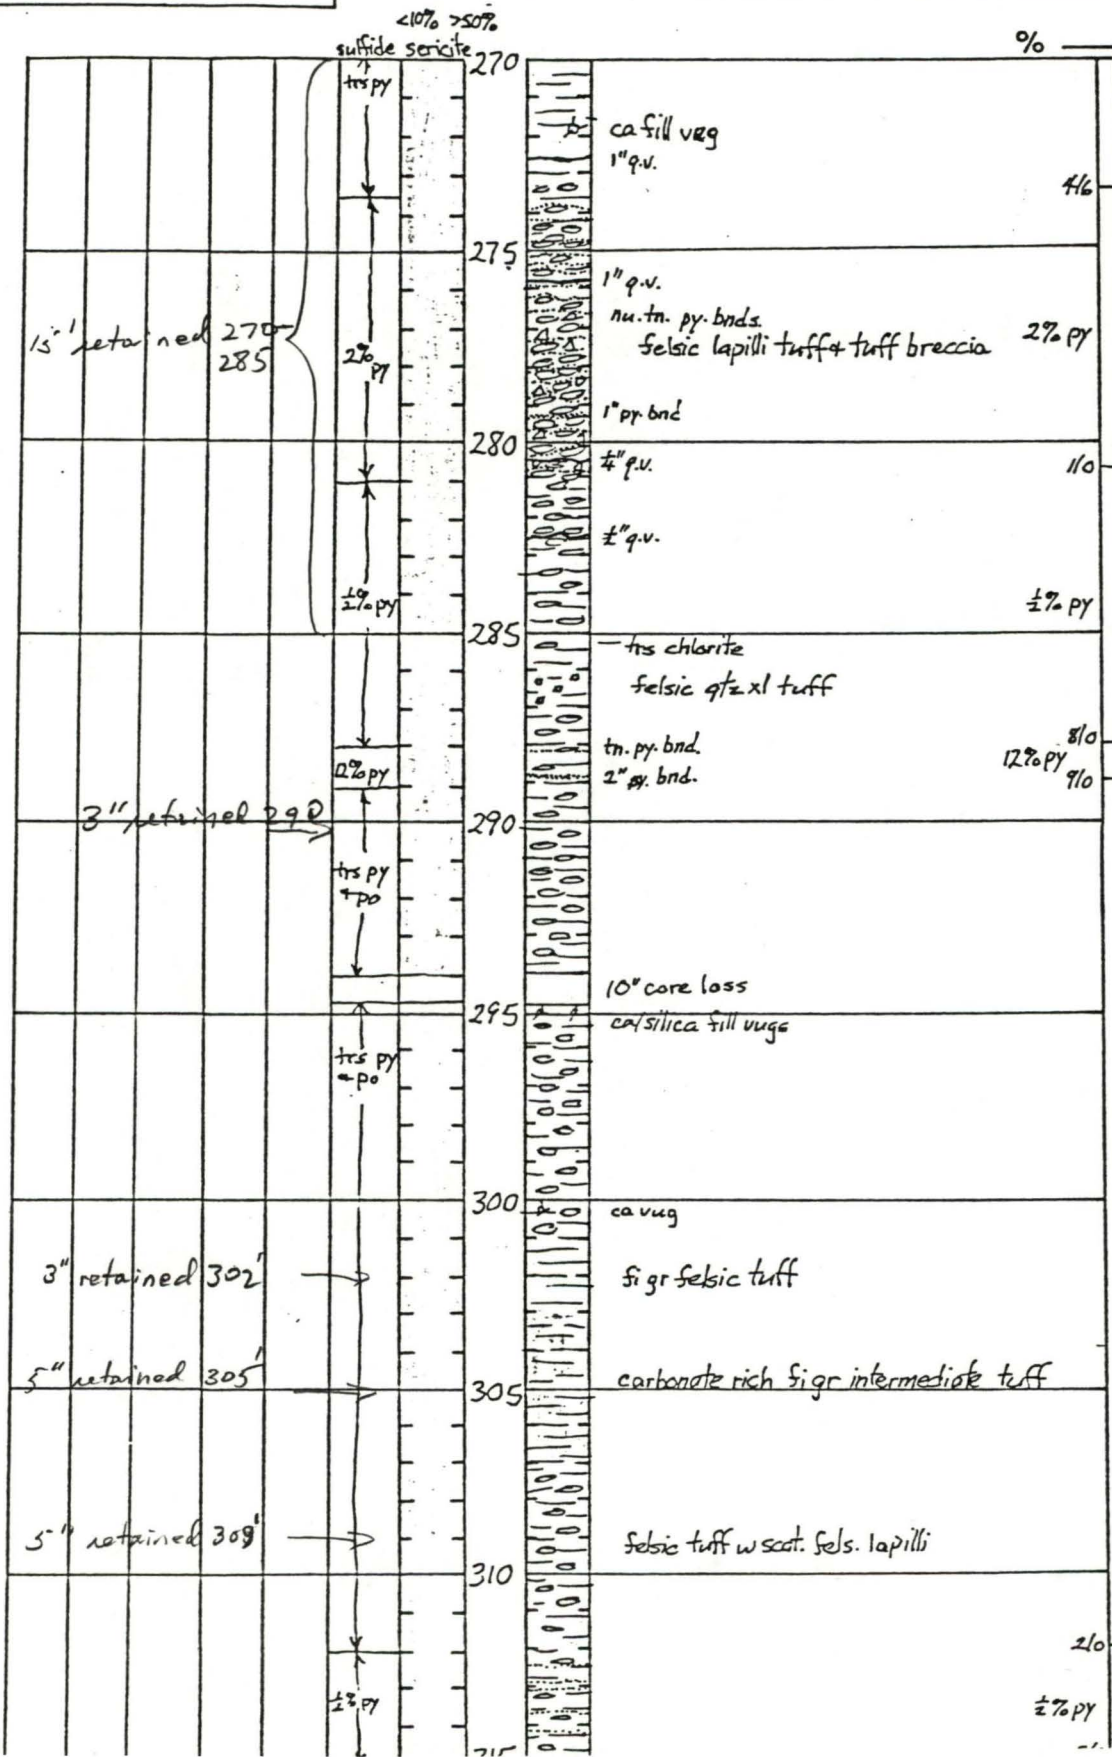 <10% >50%
sulfide sericite
%
270
trs py
ca fill vug
1" q.v.
4/6
275
1" q.v.
nu. tn. py. bnds.
felsic lapilli tuff + tuff breccia
2% py
15' retained 270-
285
2% py
1" py. bnd
280
¼" q.v.
1/0
½" q.v.
½% py
½% py
285
— trs chlorite
felsic qtz xl tuff
8/0
tn. py. bnd.
12% py
12% py
2" py. bnd.
9/0
3" retained 290
290
trs py
+ po
10" core loss
295
ca/silica fill vugs
trs py
+ po
300
ca vug
3" retained 302'
fi gr felsic tuff
5" retained 305'
305
carbonate rich fi gr intermediate tuff
5" retained 309'
felsic tuff w scat. fels. lapilli
310
2/0
½% py
½% py
315